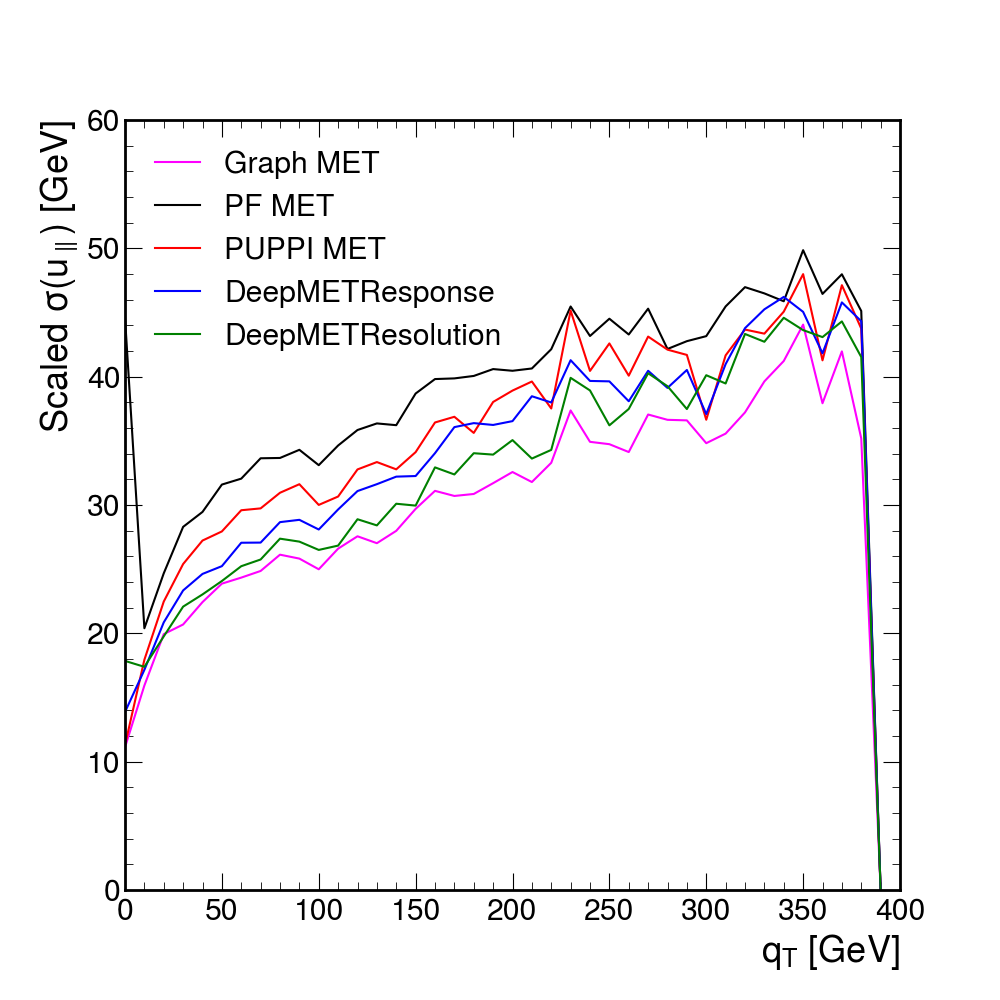 Scaled σ(u∥) [GeV]
60
50
40
30
20
10
0
Graph MET
PF MET
PUPPI MET
DeepMETResponse
DeepMETResolution
0 50 100 150 200 250 300 350 400
qT [GeV]